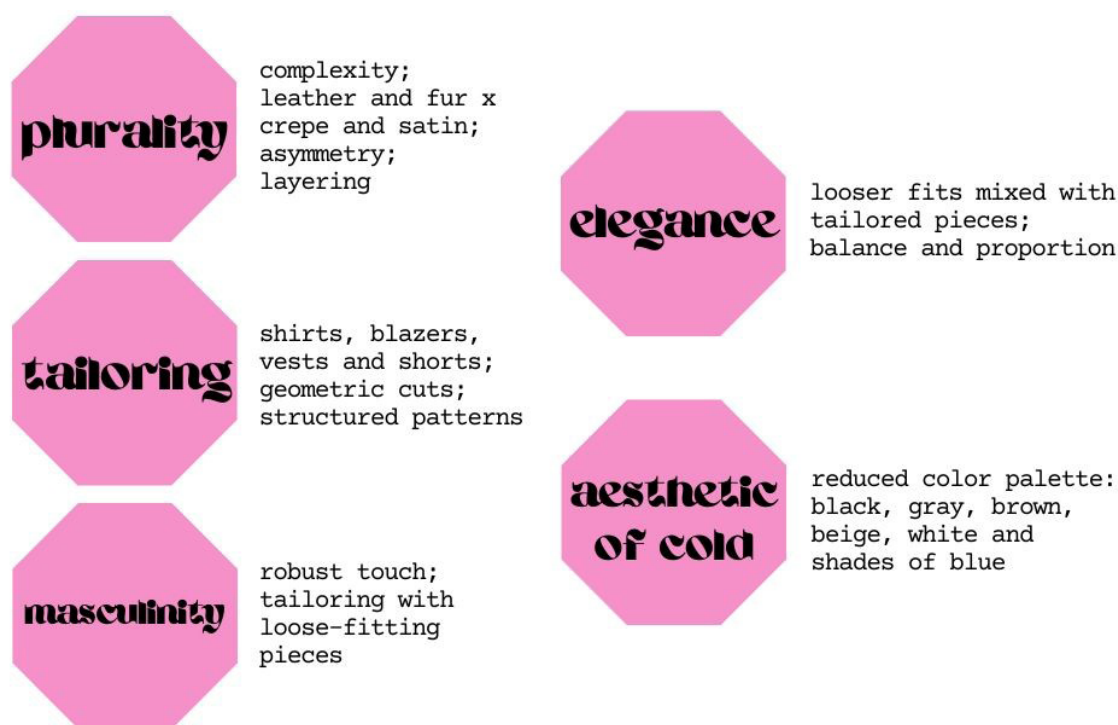 plurality
complexity;
leather and fur x
crepe and satin;
asymmetry;
layering
tailoring
shirts, blazers,
vests and shorts;
geometric cuts;
structured patterns
masculinity
robust touch;
tailoring with
loose-fitting
pieces
elegance
looser fits mixed with
tailored pieces;
balance and proportion
aesthetic
of cold
reduced color palette:
black, gray, brown,
beige, white and
shades of blue